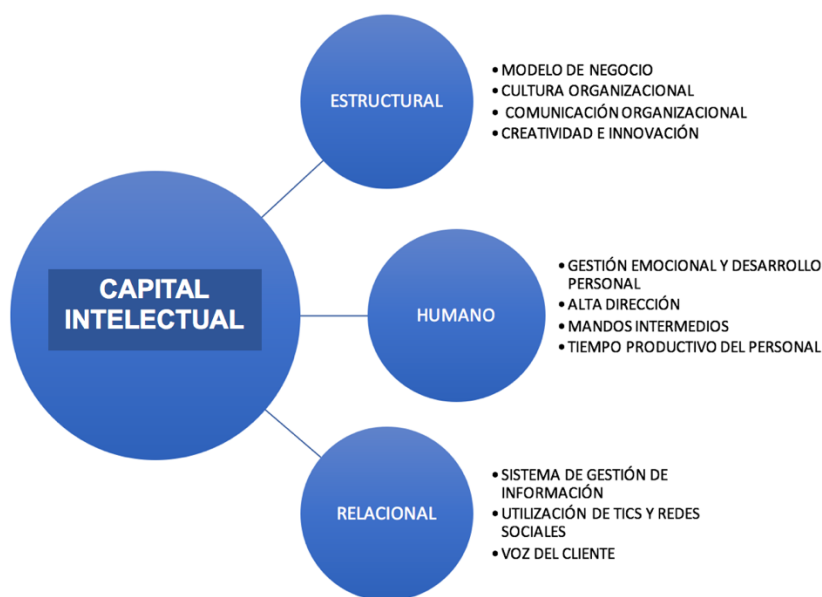 CAPITAL
INTELECTUAL
ESTRUCTURAL
• MODELO DE NEGOCIO
• CULTURA ORGANIZACIONAL
• COMUNICACIÓN ORGANIZACIONAL
• CREATIVIDAD E INNOVACIÓN
HUMANO
• GESTIÓN EMOCIONAL Y DESARROLLO
PERSONAL
• ALTA DIRECCIÓN
• MANDOS INTERMEDIOS
• TIEMPO PRODUCTIVO DEL PERSONAL
RELACIONAL
• SISTEMA DE GESTIÓN DE
INFORMACIÓN
• UTILIZACIÓN DE TICS Y REDES
SOCIALES
• VOZ DEL CLIENTE